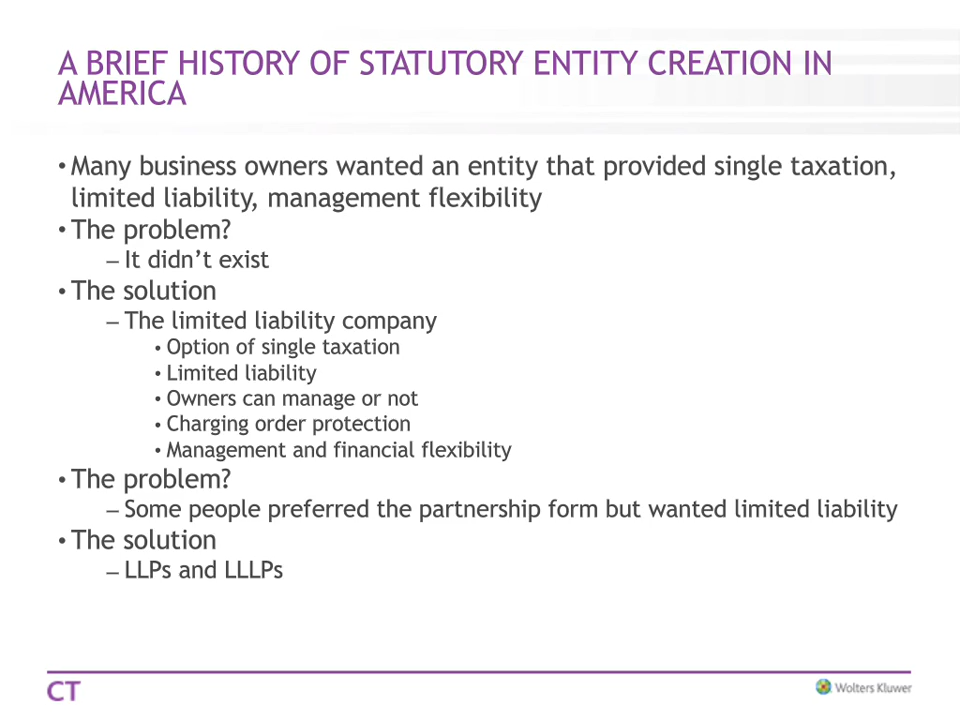 A BRIEF HISTORY OF STATUTORY ENTITY CREATION IN
AMERICA
• Many business owners wanted an entity that provided single taxation,
limited liability, management flexibility
• The problem?
– It didn’t exist
• The solution
– The limited liability company
• Option of single taxation
• Limited liability
• Owners can manage or not
• Charging order protection
• Management and financial flexibility
• The problem?
– Some people preferred the partnership form but wanted limited liability
• The solution
– LLPs and LLLPs
CT
Wolters Kluwer